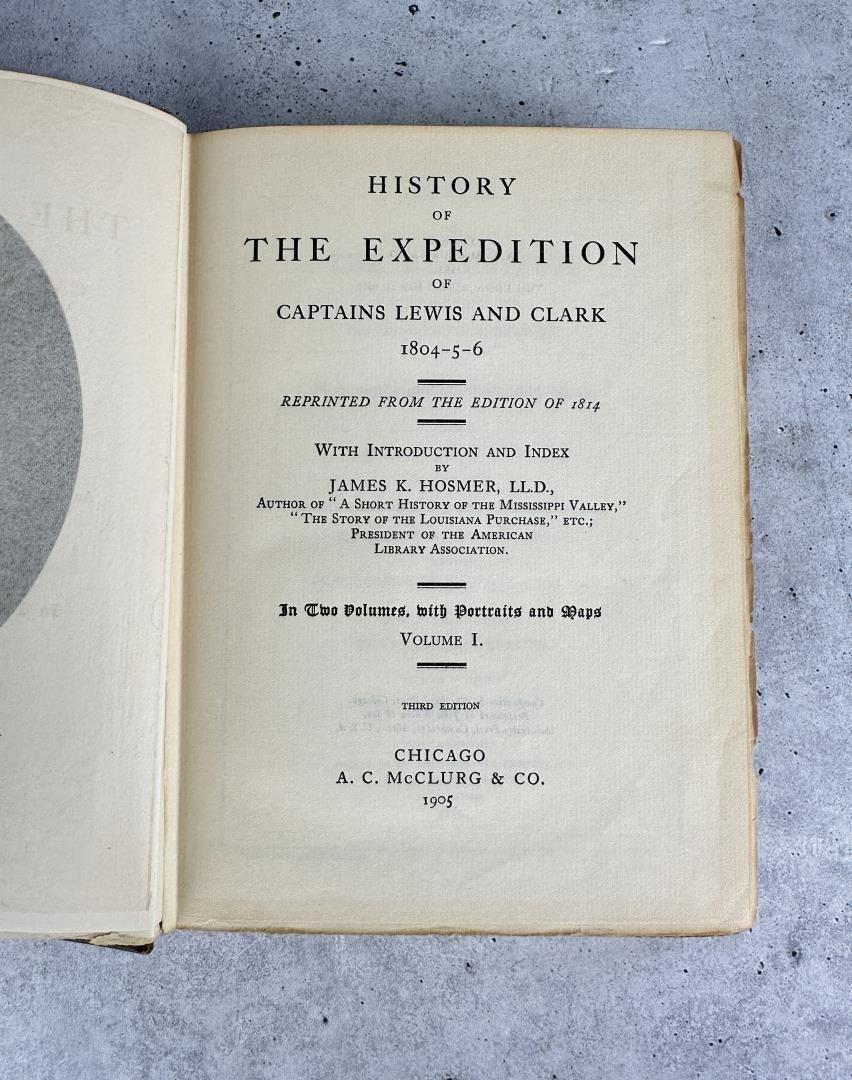 HISTORY
OF
THE EXPEDITION
OF
CAPTAINS LEWIS AND CLARK
1804-5-6
REPRINTED FROM THE EDITION OF 1814
WITH INTRODUCTION AND INDEX
BY
JAMES K. HOSMER, LL.D.,
AUTHOR OF "A SHORT HISTORY OF THE MISSISSIPPI VALLEY,"
"THE STORY OF THE LOUISIANA PURCHASE," ETC.;
PRESIDENT OF THE AMERICAN
LIBRARY ASSOCIATION.
In Two Volumes, with Portraits and Maps
VOLUME I.
THIRD EDITION
CHICAGO
A. C. McCLURG & CO.
1905